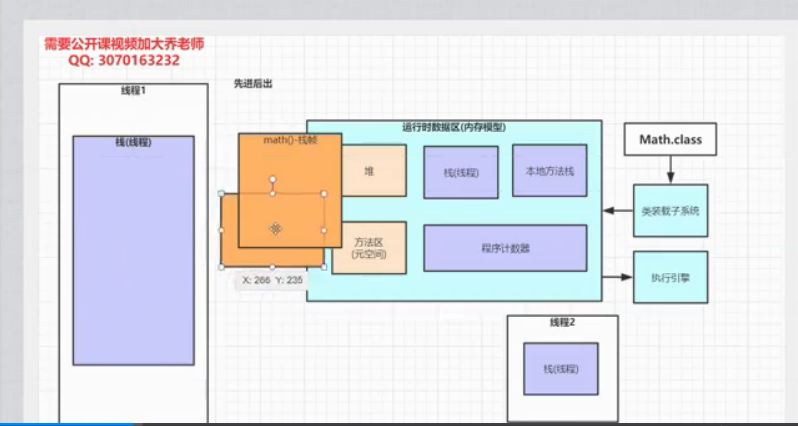 需要公开课视频加大乔老师
QQ: 3070163232
线程1
先进后出
栈(线程)
math()-栈帧
运行时数据区(内存模型)
堆
栈(线程)
本地方法栈
Math.class
类装载子系统
方法区
(元空间)
程序计数器
执行引擎
X: 266 Y: 235
线程2
栈(线程)